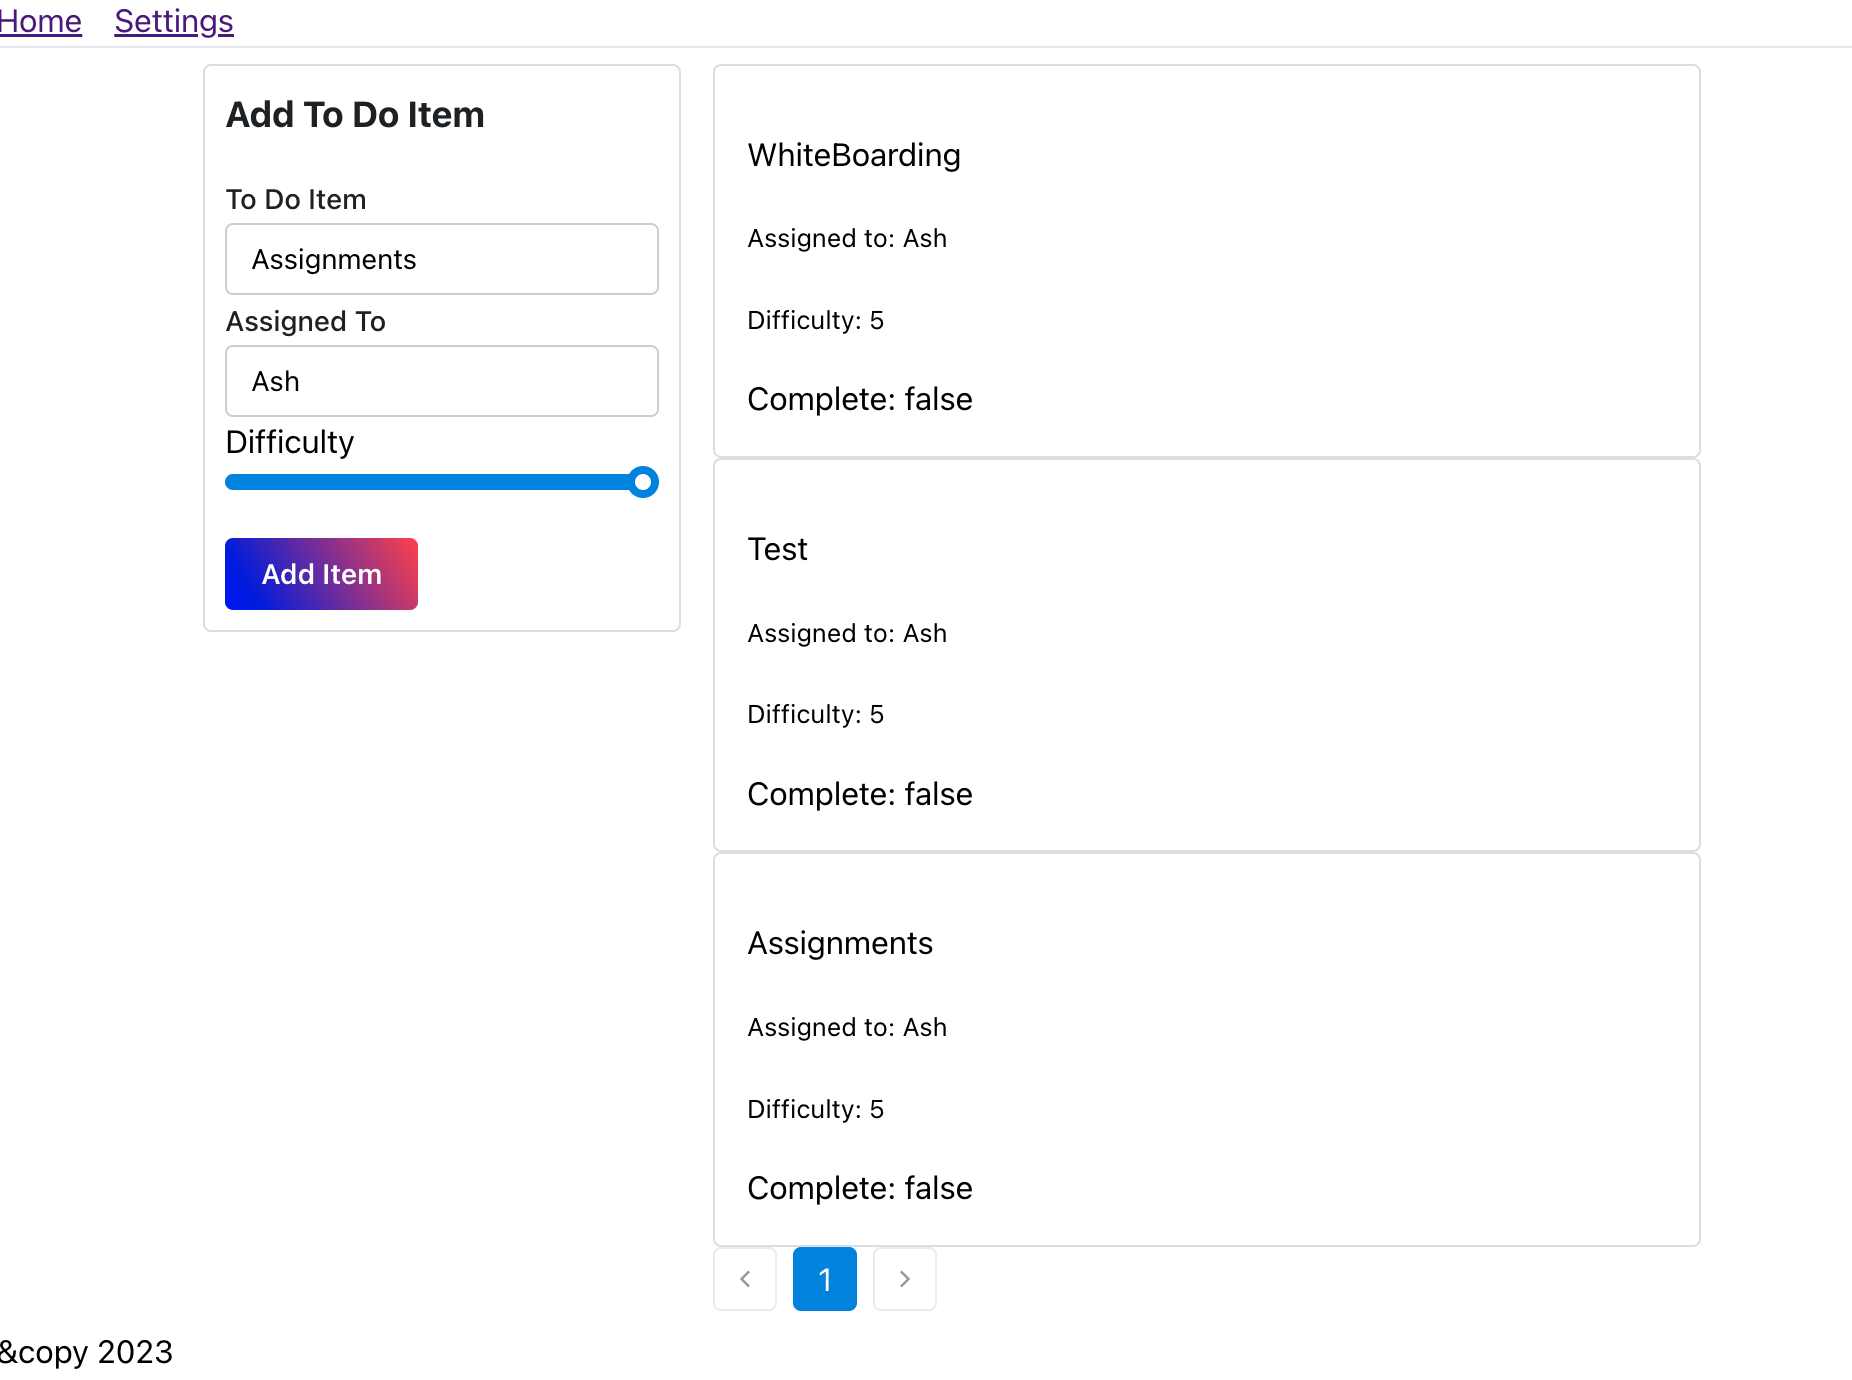 Home Settings
Add To Do Item
To Do Item
Assignments
Assigned To
Ash
Difficulty
Add Item
WhiteBoarding
Assigned to: Ash
Difficulty: 5
Complete: false
Test
Assigned to: Ash
Difficulty: 5
Complete: false
Assignments
Assigned to: Ash
Difficulty: 5
Complete: false
1
&copy 2023